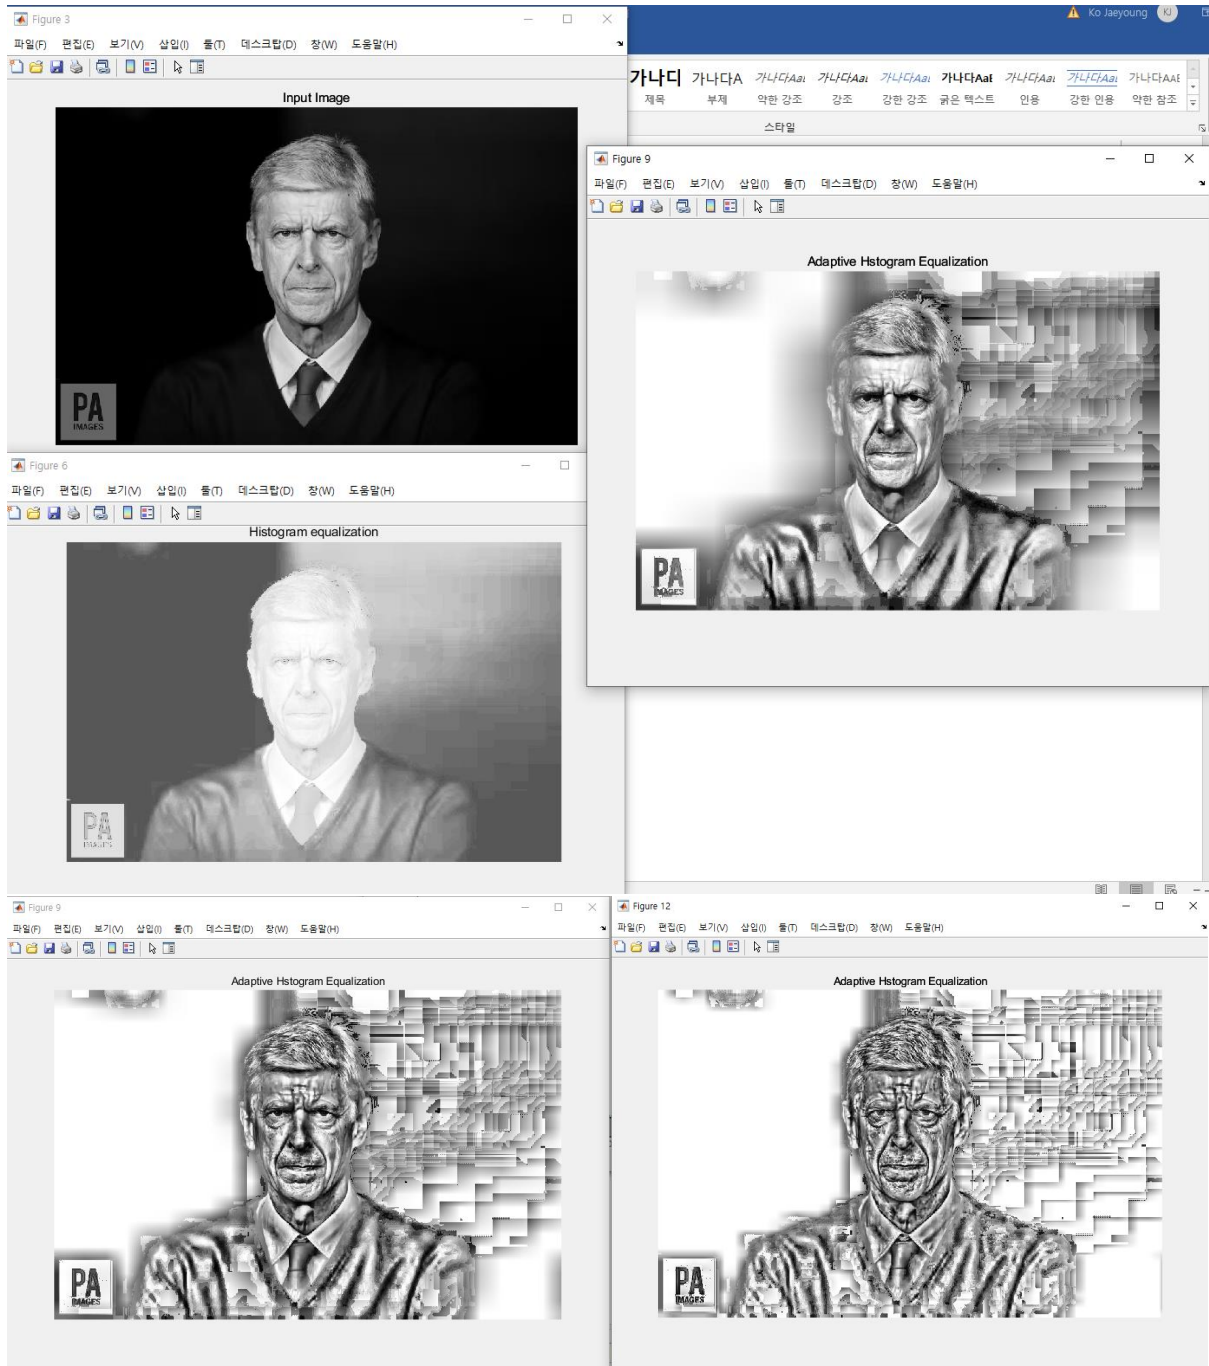 Figure 3
파일(F) 편집(E) 보기(V) 삽입(I) 툴(T) 데스크탑(D) 창(W) 도움말(H)
Input Image
PA
IMAGES
Ko Jaeyoung KJ
가나디 가나다A 가나다AaI 가나다AaI 가나다AaI 가나다AaE 가나다AaI 가나다AaI 가나다AAE
제목 부제 약한 강조 강조 강한 강조 굵은 텍스트 인용 강한 인용 약한 참조
스타일
Figure 9
파일(F) 편집(E) 보기(V) 삽입(I) 툴(T) 데스크탑(D) 창(W) 도움말(H)
Adaptive Hstogram Equalization
PA
IMAGES
Figure 6
파일(F) 편집(E) 보기(V) 삽입(I) 툴(T) 데스크탑(D) 창(W) 도움말(H)
Histogram equalization
PA
IMAGES
Figure 9
파일(F) 편집(E) 보기(V) 삽입(I) 툴(T) 데스크탑(D) 창(W) 도움말(H)
Adaptive Hstogram Equalization
PA
IMAGES
Figure 12
파일(F) 편집(E) 보기(V) 삽입(I) 툴(T) 데스크탑(D) 창(W) 도움말(H)
Adaptive Hstogram Equalization
PA
IMAGES